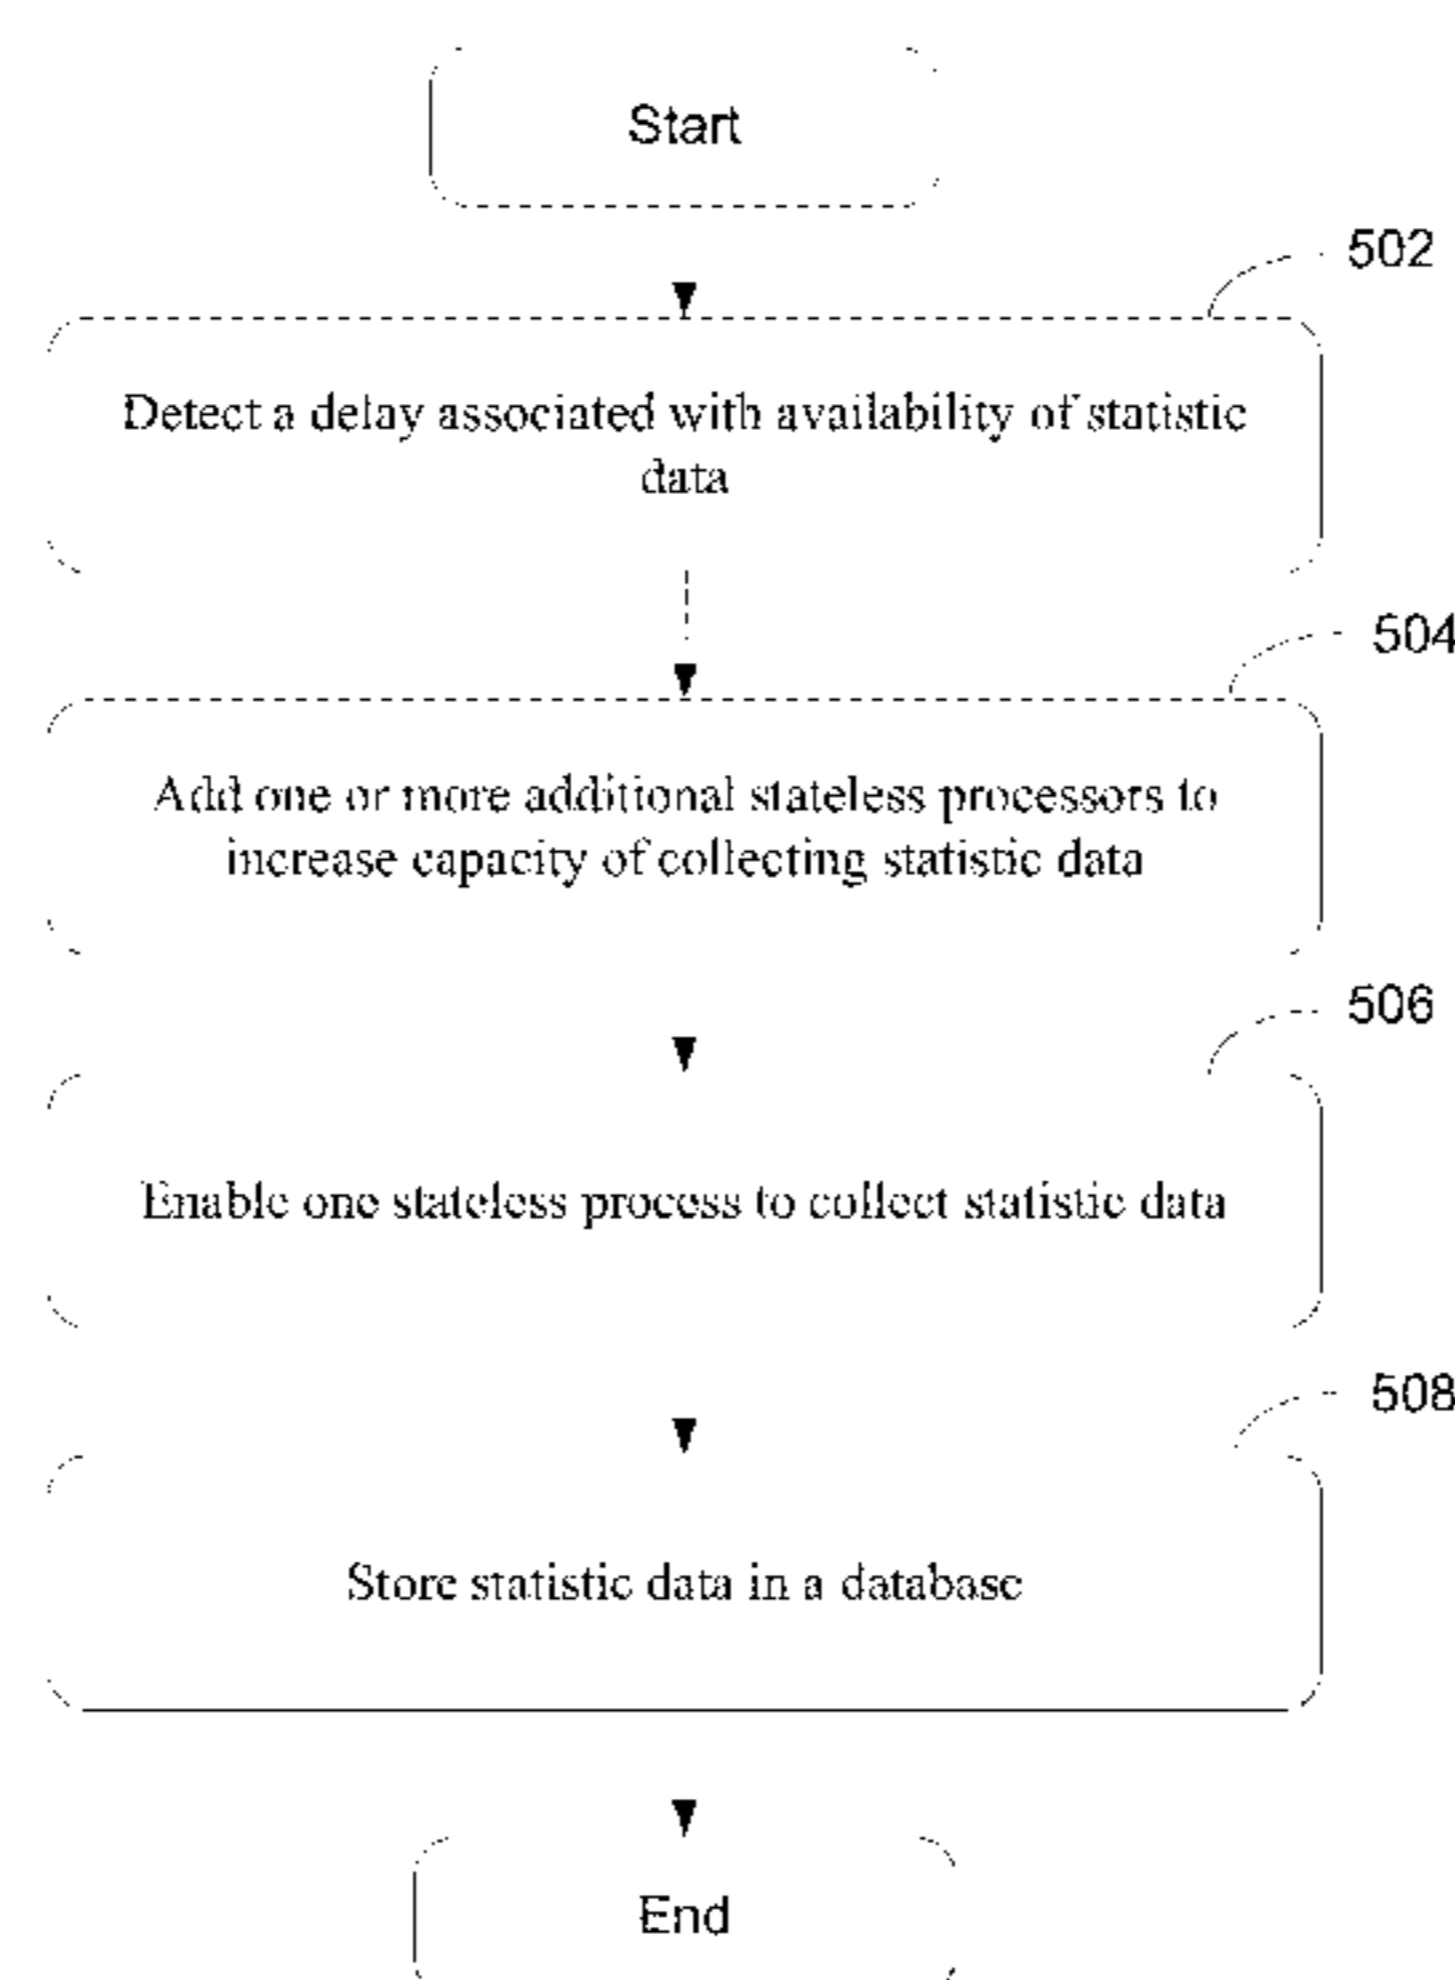 Start
502
Detect a delay associated with availability of statistic
data
504
Add one or more additional stateless processors to
increase capacity of collecting statistic data
506
Enable one stateless process to collect statistic data
508
Store statistic data in a database
End